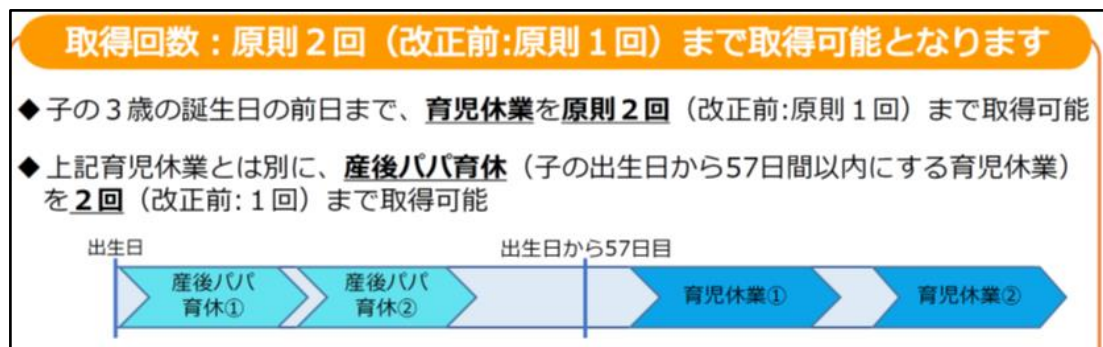 取得回数：原則２回（改正前:原則１回）まで取得可能となります
◆子の３歳の誕生日の前日まで、育児休業を原則２回（改正前:原則１回）まで取得可能
◆上記育児休業とは別に、産後パパ育休（子の出生日から57日間以内にする育児休業）
を２回（改正前:１回）まで取得可能
出生日
出生日から57日目
産後パパ
育休①
産後パパ
育休②
育児休業①
育児休業②